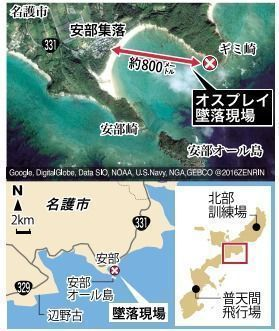 名護市
331
安部集落
ギミ崎
約800メートル
オスプレイ
墜落現場
安部崎
安部オール島
Google, DigitalGlobe, Data SIO, NOAA, U.S.Navy, NGA,GEBCO @2016ZENRIN
N
2km
名護市
331
安部
安部
オール島
329
辺野古
墜落現場
北部
訓練場
普天間
飛行場